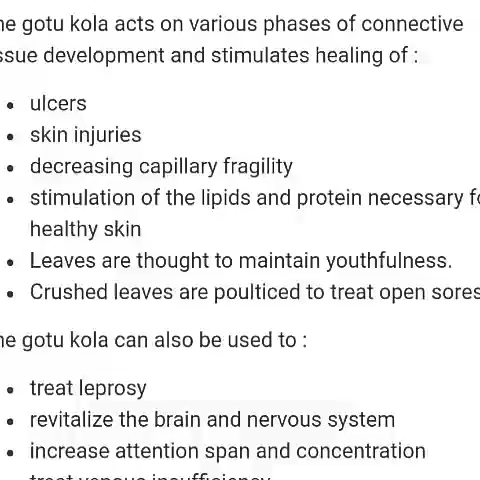 he gotu kola acts on various phases of connective
ssue development and stimulates healing of :
• ulcers
• skin injuries
• decreasing capillary fragility
• stimulation of the lipids and protein necessary fo
healthy skin
• Leaves are thought to maintain youthfulness.
• Crushed leaves are poulticed to treat open sores
he gotu kola can also be used to :
• treat leprosy
• revitalize the brain and nervous system
• increase attention span and concentration
treat venous insufficiency